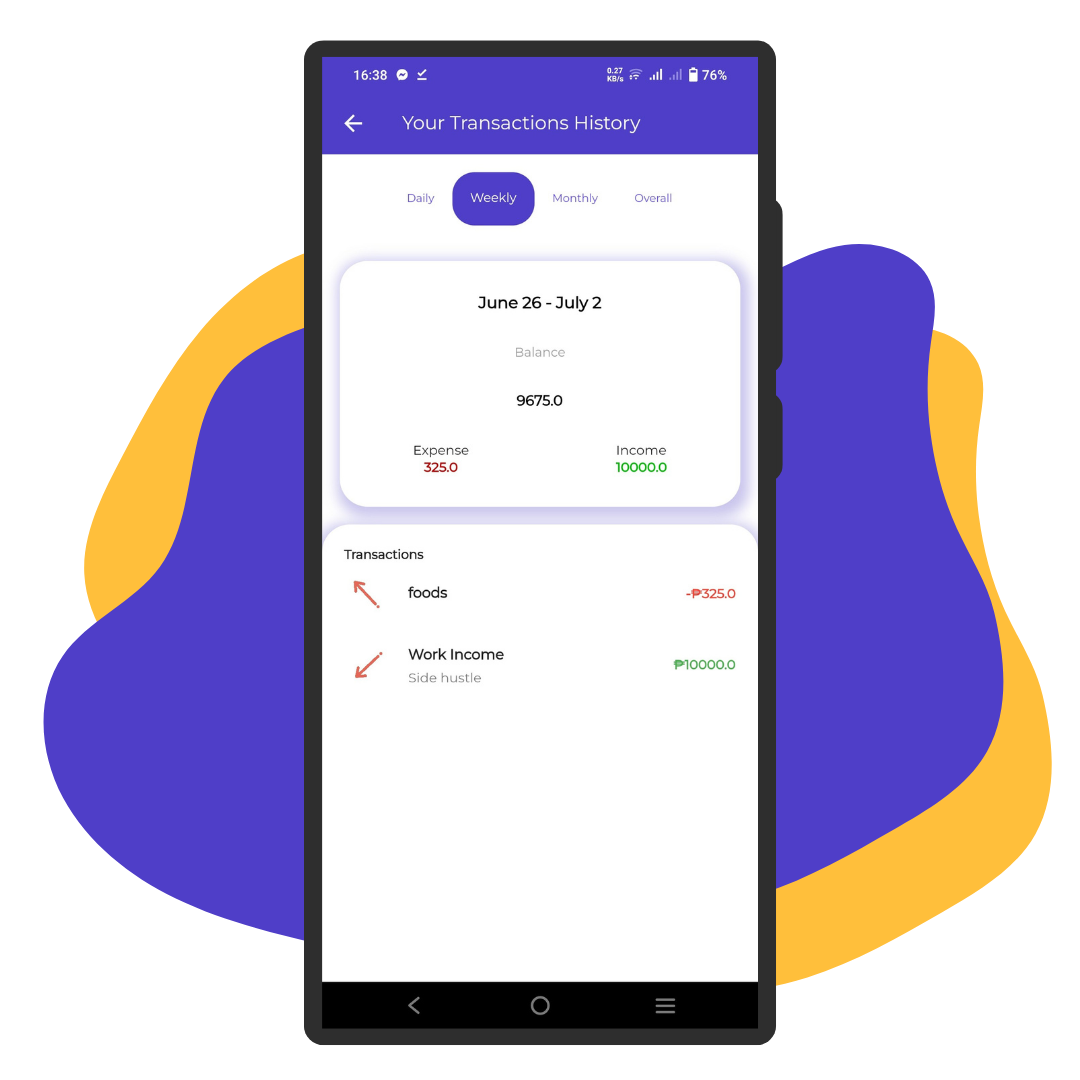 16:38 0.27 KB/s 76%
Your Transactions History
Daily Weekly Monthly Overall
June 26 - July 2
Balance
9675.0
Expense Income
325.0 10000.0
Transactions
foods -₱325.0
Work Income
Side hustle ₱10000.0